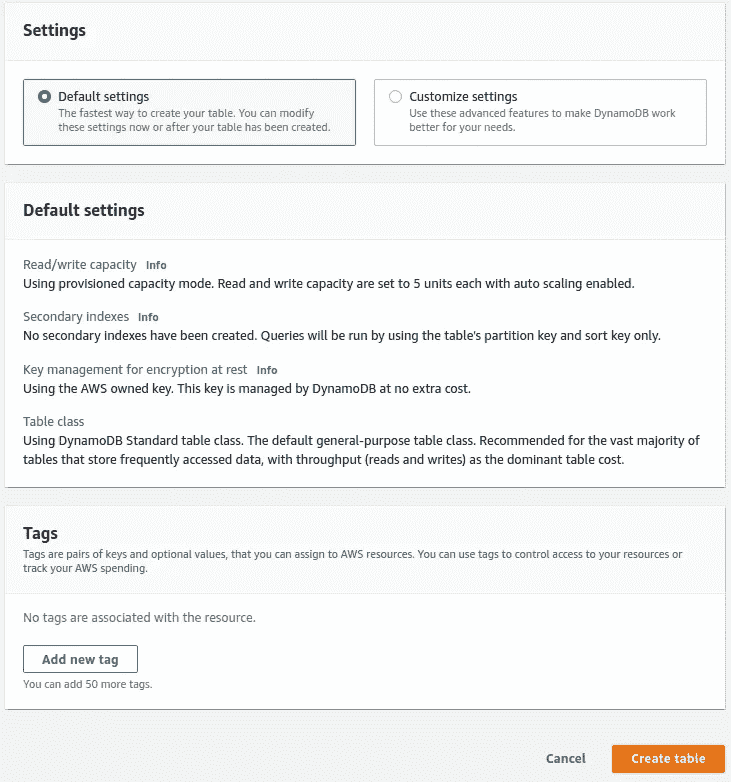 Settings
Default settings
The fastest way to create your table. You can modify
these settings now or after your table has been created.
Customize settings
Use these advanced features to make DynamoDB work
better for your needs.
Default settings
Read/write capacity Info
Using provisioned capacity mode. Read and write capacity are set to 5 units each with auto scaling enabled.
Secondary indexes Info
No secondary indexes have been created. Queries will be run by using the table's partition key and sort key only.
Key management for encryption at rest Info
Using the AWS owned key. This key is managed by DynamoDB at no extra cost.
Table class
Using DynamoDB Standard table class. The default general-purpose table class. Recommended for the vast majority of
tables that store frequently accessed data, with throughput (reads and writes) as the dominant table cost.
Tags
Tags are pairs of keys and optional values, that you can assign to AWS resources. You can use tags to control access to your resources or
track your AWS spending.
No tags are associated with the resource.
Add new tag
You can add 50 more tags.
Cancel Create table